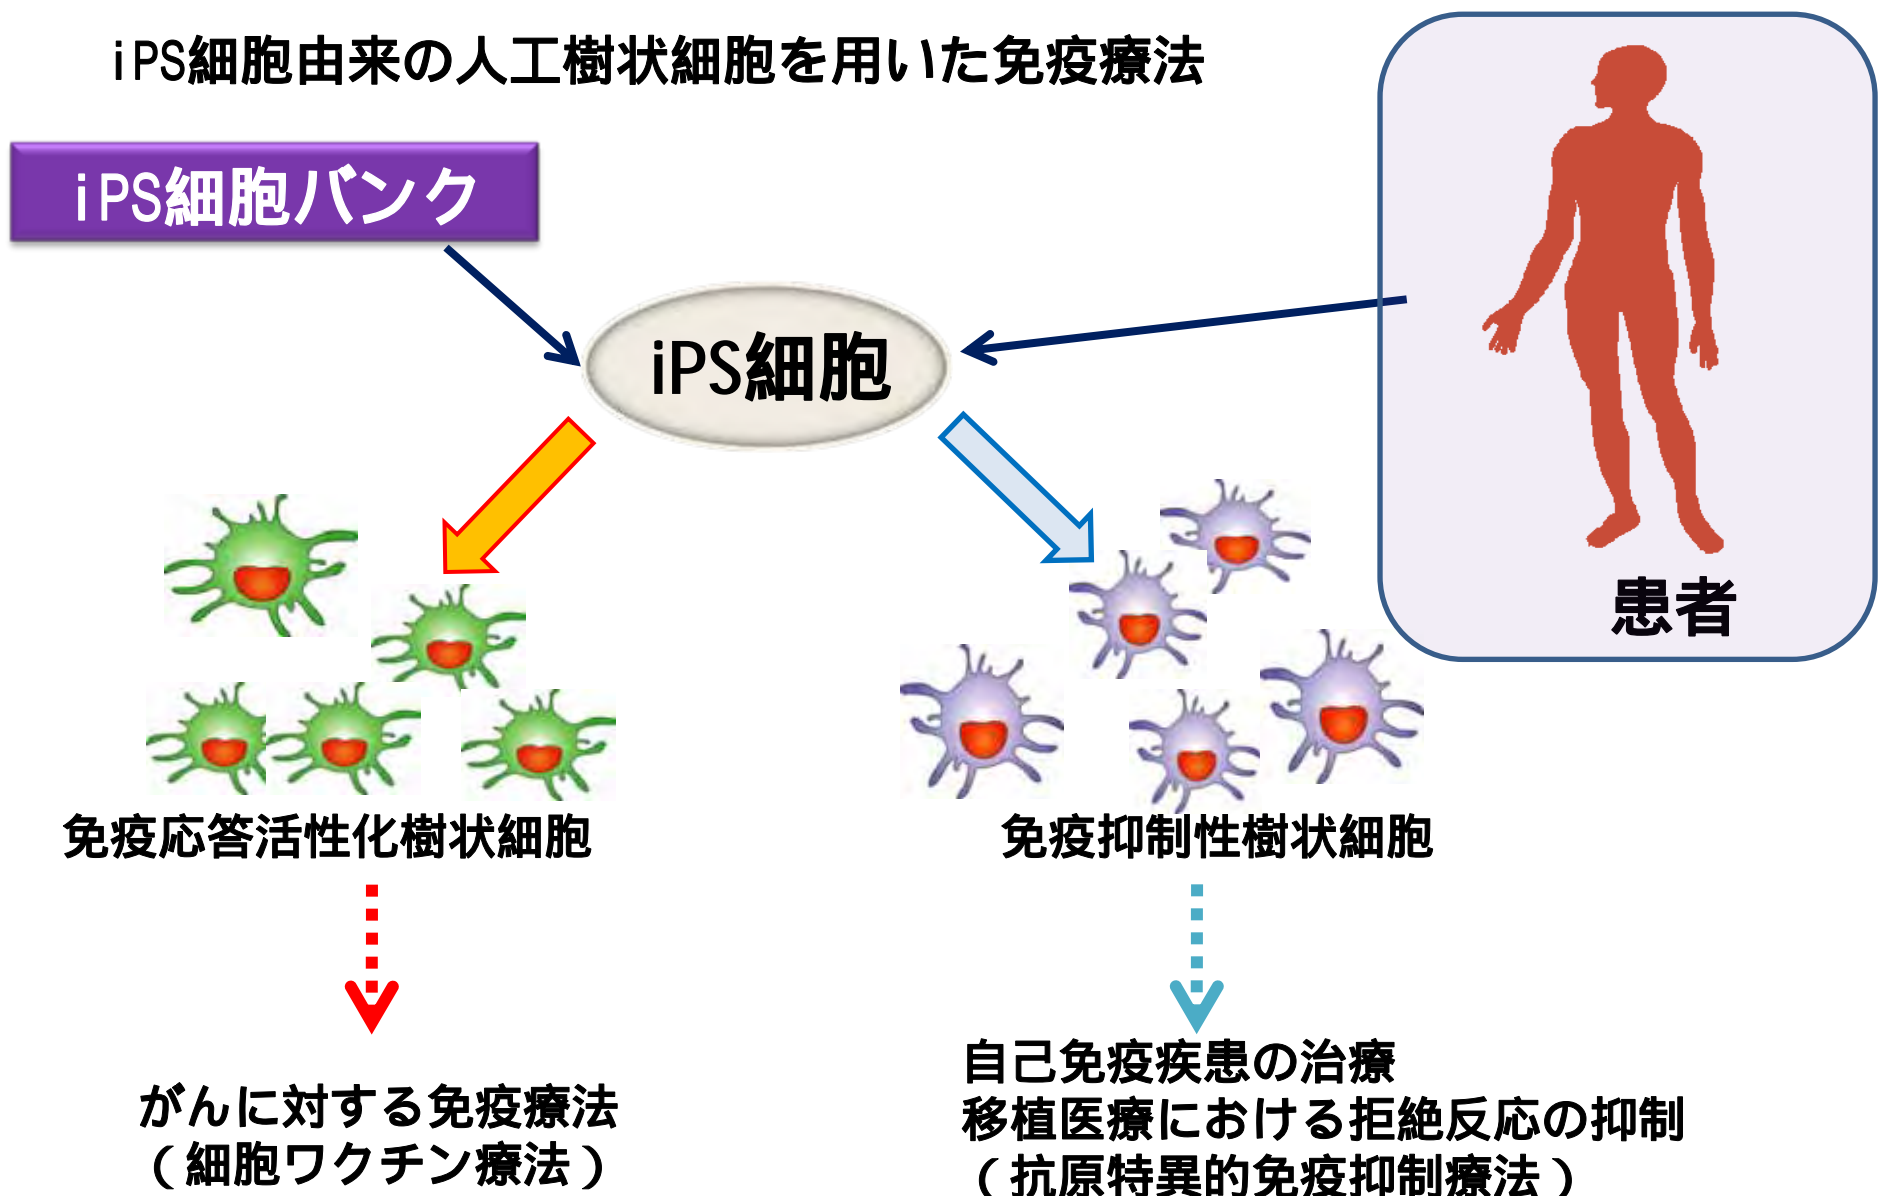 iPS細胞由来の人工樹状細胞を用いた免疫療法
iPS細胞バンク
iPS細胞
患者
免疫応答活性化樹状細胞
免疫抑制性樹状細胞
がんに対する免疫療法
（細胞ワクチン療法）
自己免疫疾患の治療
移植医療における拒絶反応の抑制
（抗原特異的免疫抑制療法）